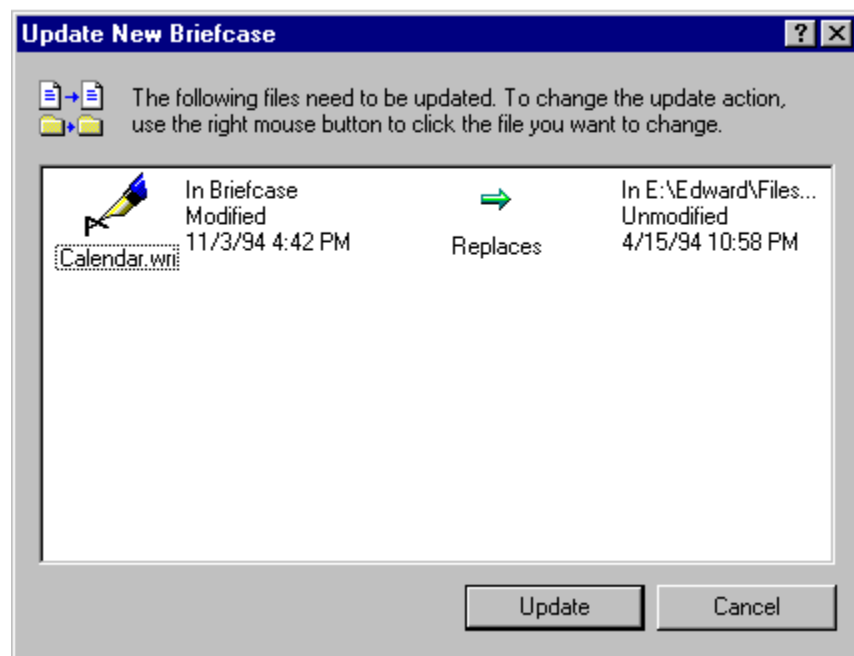 Update New Briefcase
The following files need to be updated. To change the update action,
use the right mouse button to click the file you want to change.
Calendar.wri
In Briefcase
Modified
11/3/94 4:42 PM
Replaces
In E:\Edward\Files...
Unmodified
4/15/94 10:58 PM
Update
Cancel